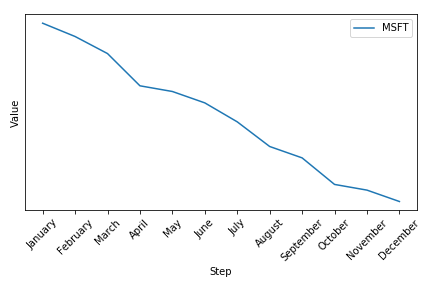 MSFT
Value
January
February
March
April
May
June
July
August
September
October
November
December
Step